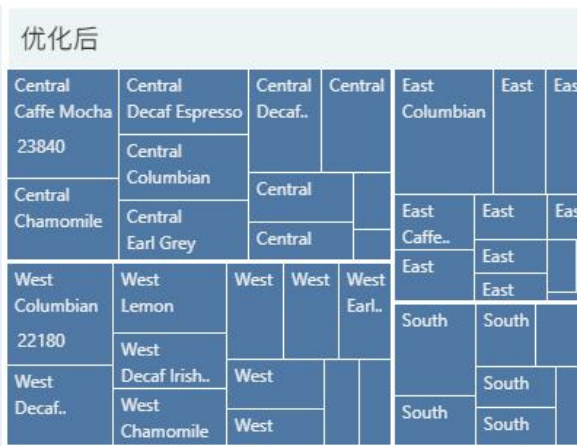 优化后
Central
Caffe Mocha
23840
Central
Chamomile
Central
Decaf Espresso
Central
Columbian
Central
Earl Grey
Central
Decaf..
Central
Central
Central
East
Columbian
East
Eas
East
Caffe..
East
East
East
East
Eas
West
Columbian
22180
West
Decaf..
West
Lemon
West
Decaf Irish..
West
Chamomile
West
West
West
Earl..
West
West
South
South
South
South
South